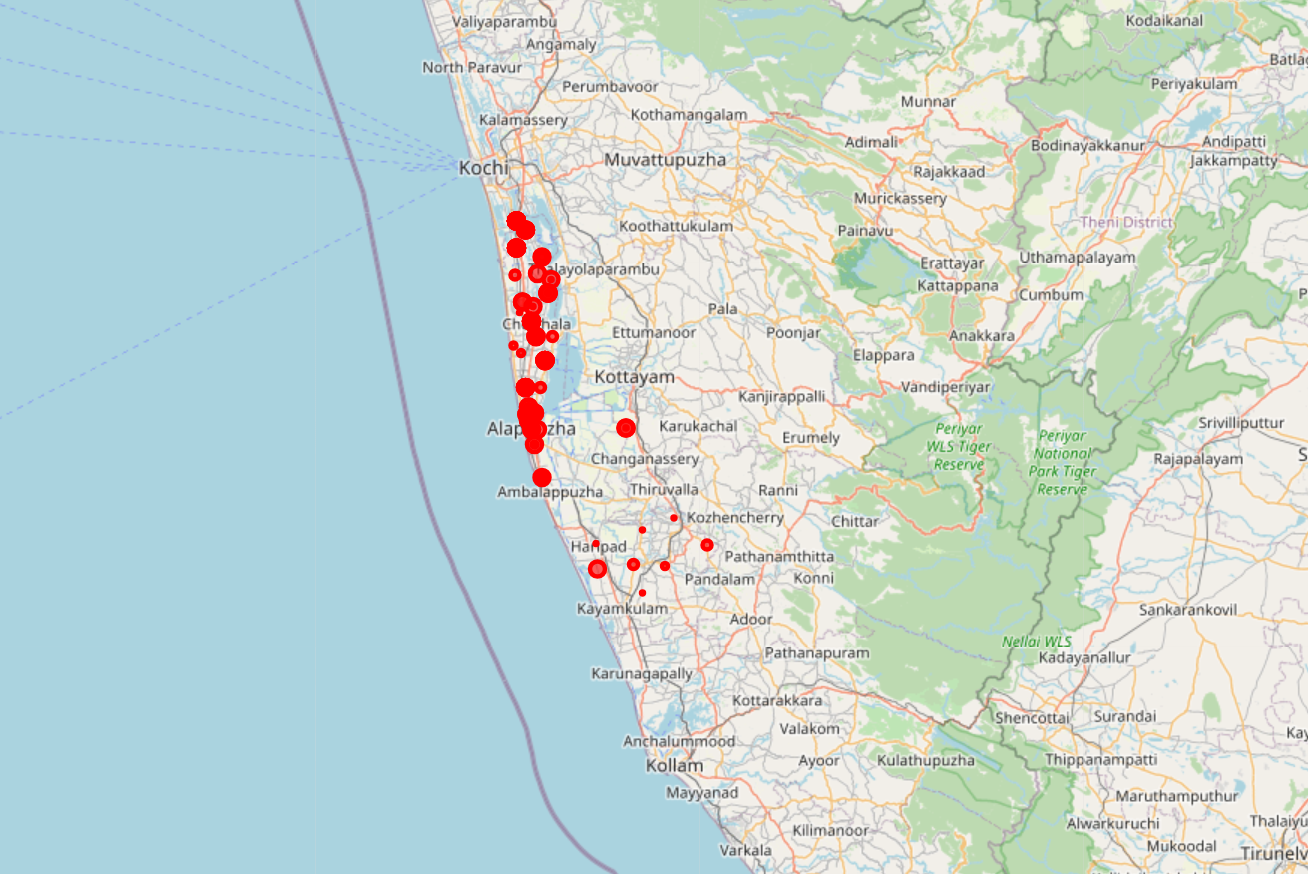 Valiyaparambu
Kodaikanal
Angamaly
Batlag
North Paravur
Periyakulam
Perumbavoor
Munnar
Kalamassery
Kothamangalam
Adimali
Bodinayakkanur
Andipatti
Jakkampatty
Kochi
Muvattupuzha
Rajakkaad
Murickassery
Koothattukulam
Painavu
Theni District
Thalayolaparambu
Erattayar
Uthamapalayam
Kattappana
Cumbum
Pala
Cherthala
Ettumanoor
Poonjar
Anakkara
Elappara
Kottayam
Vandiperiyar
Kanjirappalli
Alappuzha
Karukachal
Erumely
Periyar
WLS Tiger
Reserve
Periyar
National
Park Tiger
Reserve
Srivilliputtur
Changanassery
Rajapalayam
S
Ambalappuzha
Thiruvalla
Ranni
Kozhencherry
Chittar
Haripad
Pathanamthitta
Pandalam
Konni
Kayamkulam
Adoor
Sankarankovil
Nellai WLS
Pathanapuram
Kadayanallur
Karunagapally
Kottarakkara
Shencottai
Surandai
Valakom
Kay
Anchalummood
Kollam
Ayoor
Kulathupuzha
Thippanampatti
Mayyanad
Maruthamputhur
Kilimanoor
Alwarkuruchi
Thalaiyu
Mukoodal
Varkala
Tirunelv